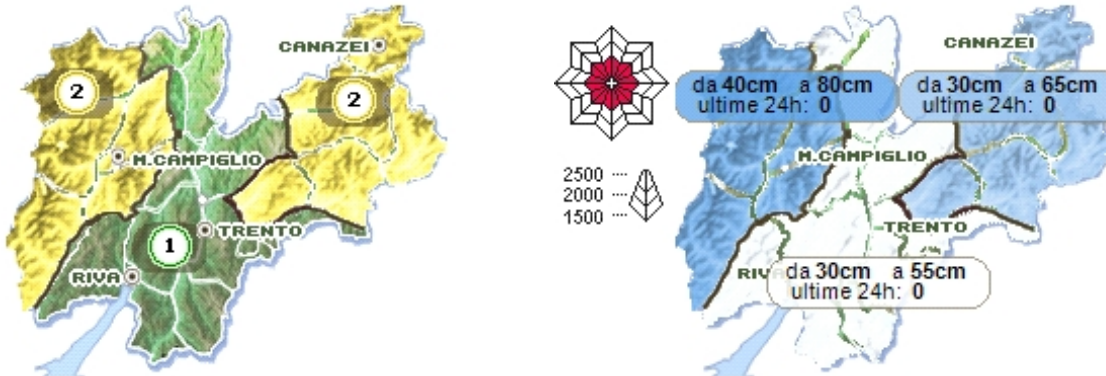 CANAZEI
2
2
M.CAMPIGLIO
TRENTO
1
RIVA
CANAZEI
da 40cm a 80cm
ultime 24h: 0
da 30cm a 65cm
ultime 24h: 0
M.CAMPIGLIO
2500
2000
1500
TRENTO
RIVA
da 30cm a 55cm
ultime 24h: 0